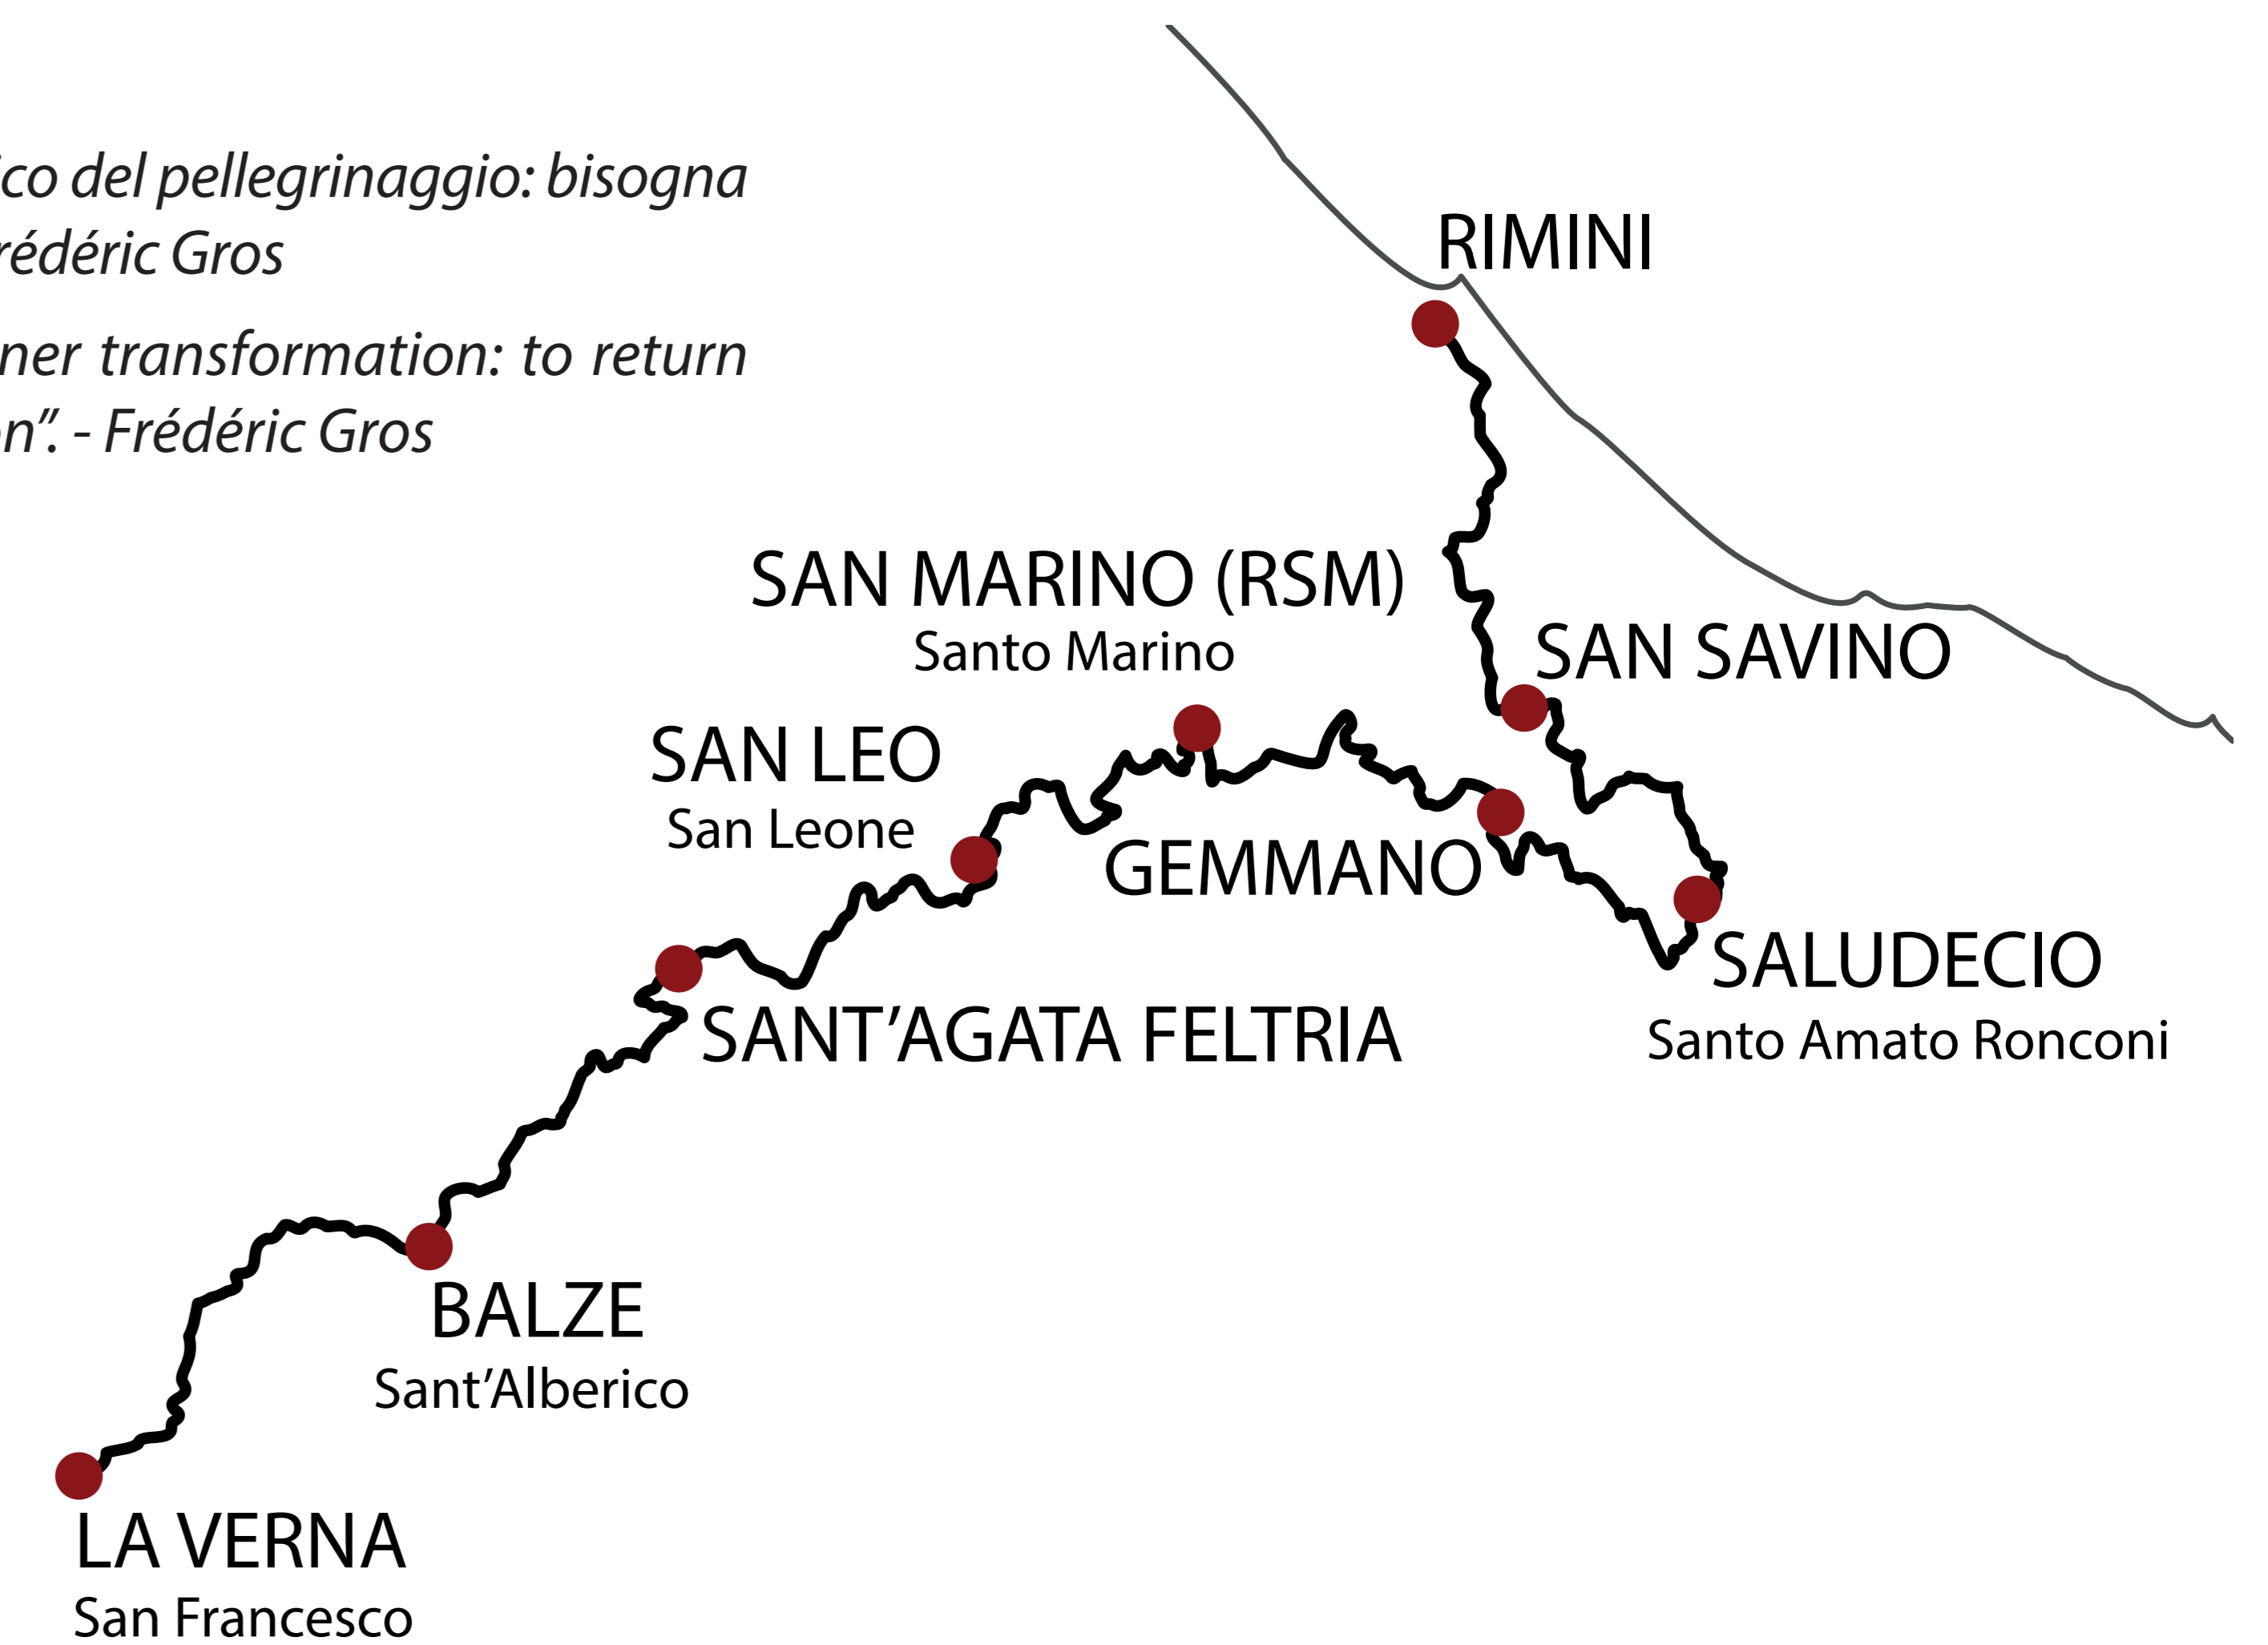 ico del pellegrinaggio: bisogna
rédéric Gros
ner transformation: to return
n”. - Frédéric Gros
RIMINI
SAN MARINO (RSM)
Santo Marino
SAN SAVINO
SAN LEO
San Leone
GEMMANO
SALUDECIO
Santo Amato Ronconi
SANT’AGATA FELTRIA
BALZE
Sant’Alberico
LA VERNA
San Francesco